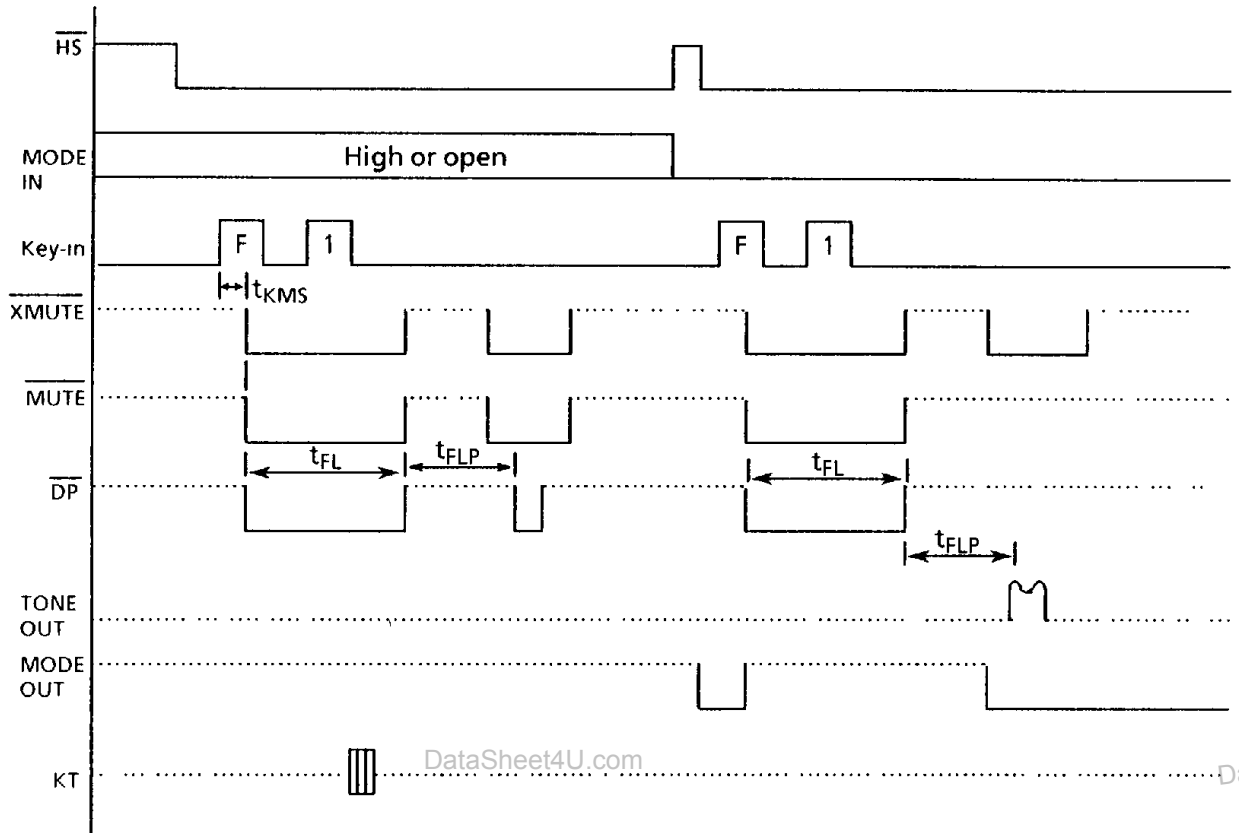 HS
MODE
IN
High or open
Key-in
F
1
F
1
tKMS
XMUTE
MUTE
tFL
tFLP
tFL
DP
tFLP
TONE
OUT
MODE
OUT
DataSheet4U.com
KT
Da